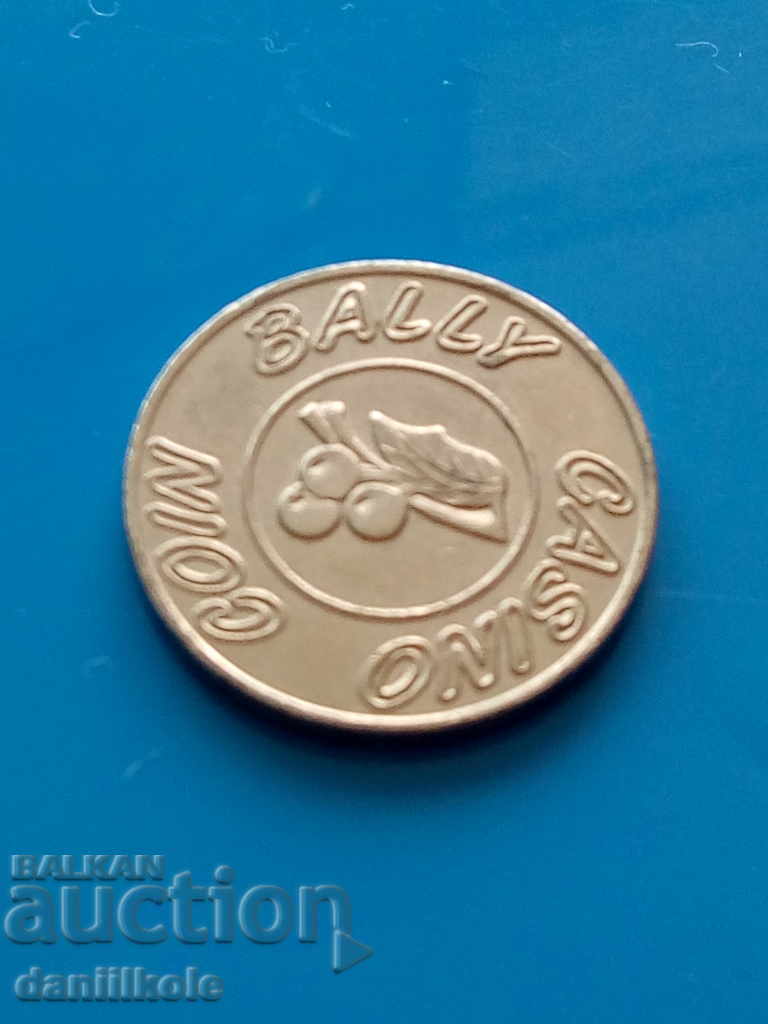 BALLY
CASINO
COIN
BALKAN
auction
daniilkole